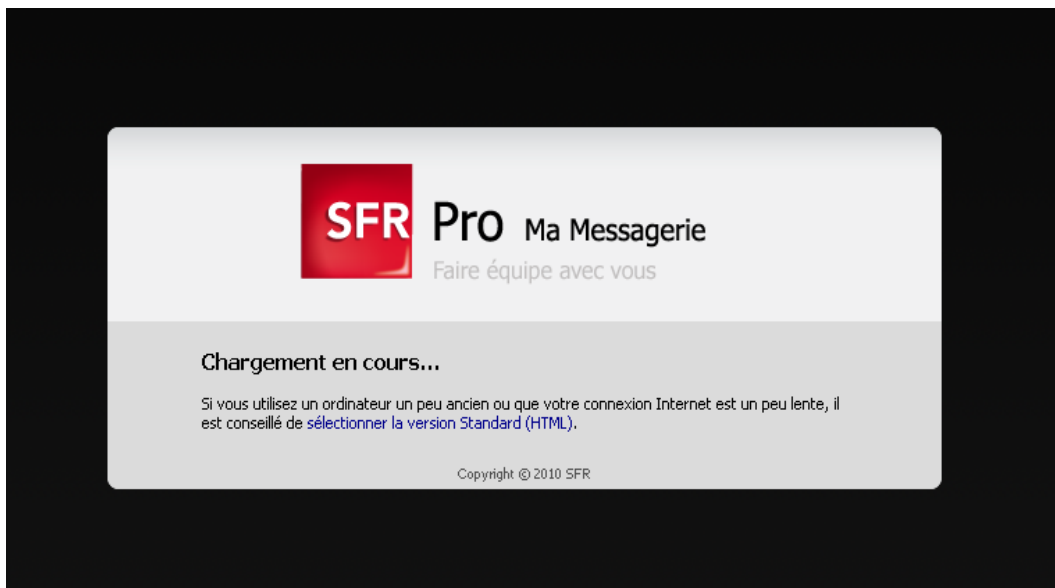 SFR Pro Ma Messagerie
Faire équipe avec vous
Chargement en cours...
Si vous utilisez un ordinateur un peu ancien ou que votre connexion Internet est un peu lente, il
est conseillé de sélectionner la version Standard (HTML).
Copyright © 2010 SFR